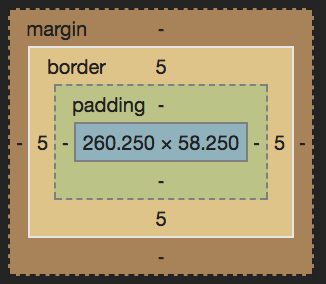 margin -
border 5
padding -
- 5 - 260.250 × 58.250 - 5 -
-
5
-